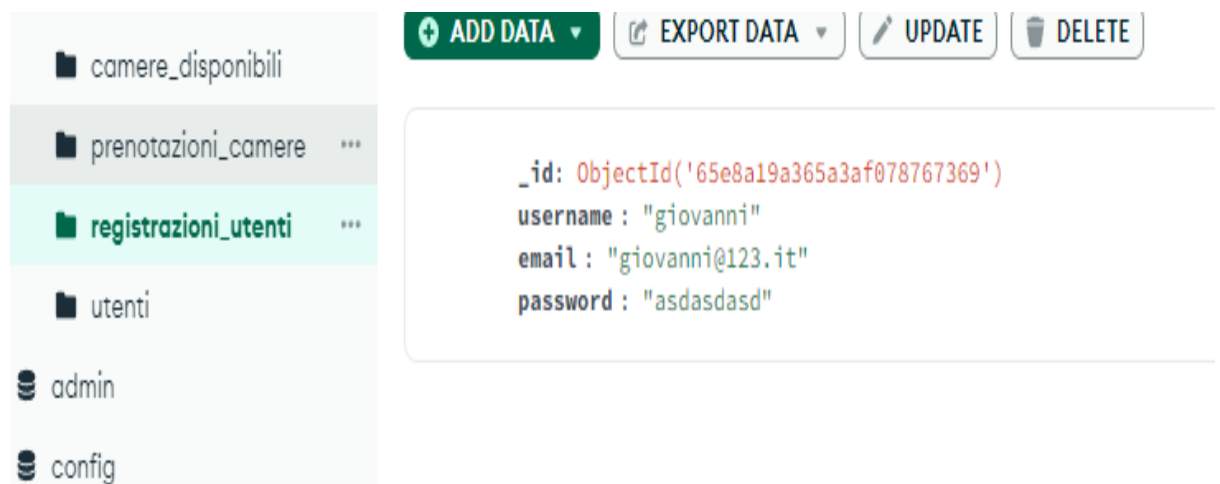 ADD DATA EXPORT DATA UPDATE DELETE
camere_disponibili
prenotazioni_camere
registrazioni_utenti
utenti
admin
config
_id: ObjectId('65e8a19a365a3af078767369')
username : "giovanni"
email : "giovanni@123.it"
password : "asdasdasd"